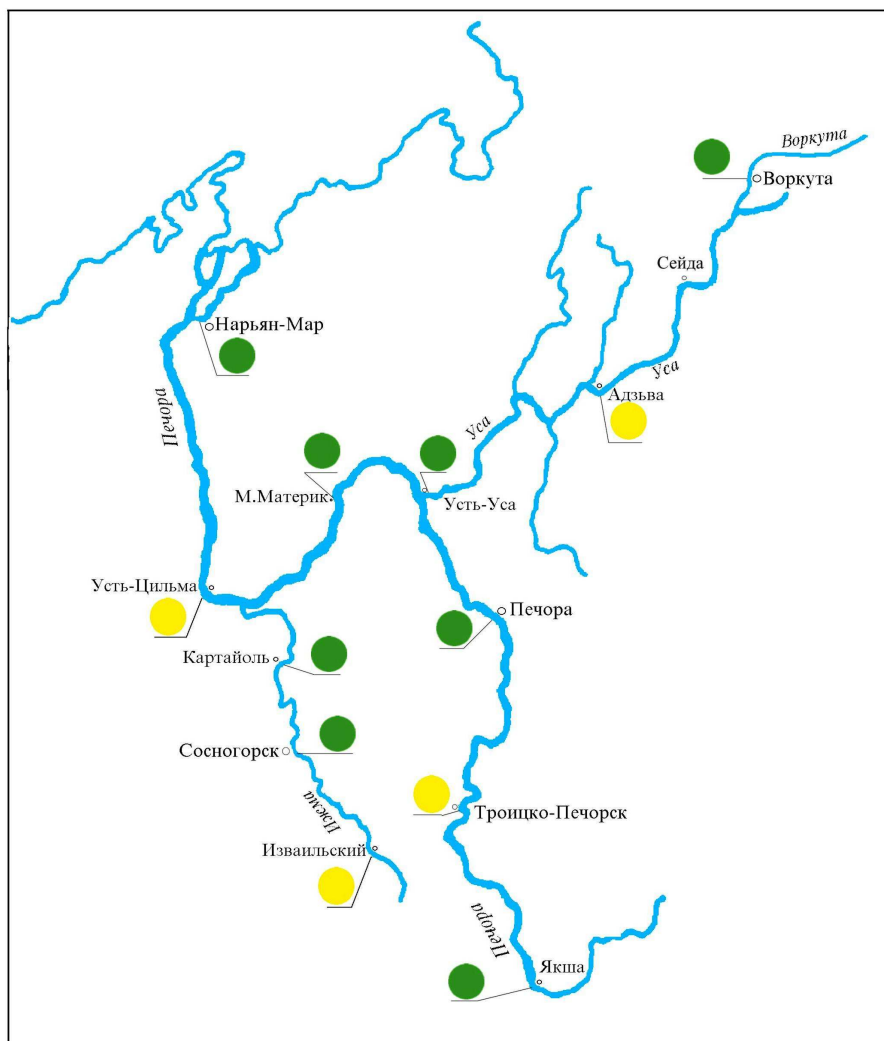 Воркута
Воркута
Сейда
Нарьян-Мар
Уса
Адзьва
Печора
Уса
М.Материк
Усть-Уса
Усть-Цильма
Печора
Картайоль
Сосногорск
Ижма
Троицко-Печорск
Изваильский
Печора
Якша